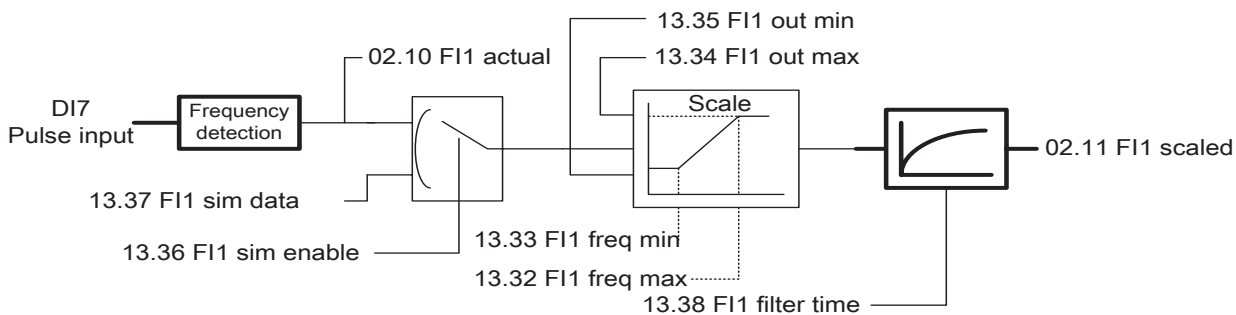 13.35 FI1 out min
02.10 FI1 actual
13.34 FI1 out max
DI7
Pulse input
Frequency
detection
Scale
02.11 FI1 scaled
13.37 FI1 sim data
13.36 FI1 sim enable
13.33 FI1 freq min
13.32 FI1 freq max
13.38 FI1 filter time